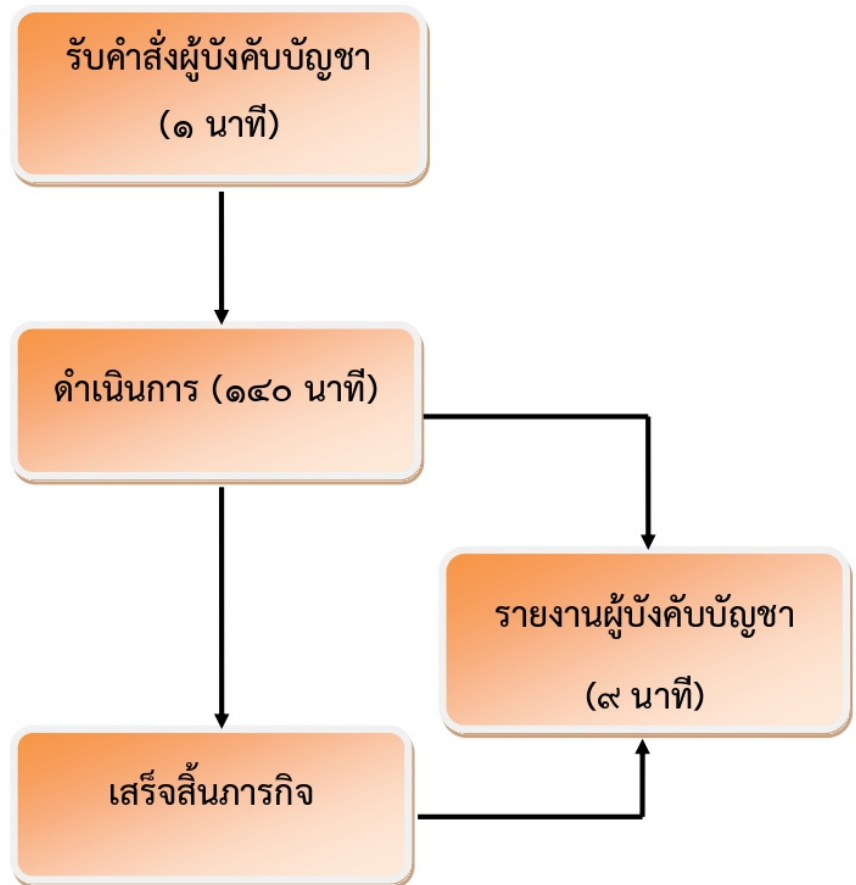 รับคำสั่งผู้บังคับบัญชา
(๑ นาที)
ดำเนินการ (๑๔๐ นาที)
รายงานผู้บังคับบัญชา
(๙ นาที)
เสร็จสิ้นภารกิจ